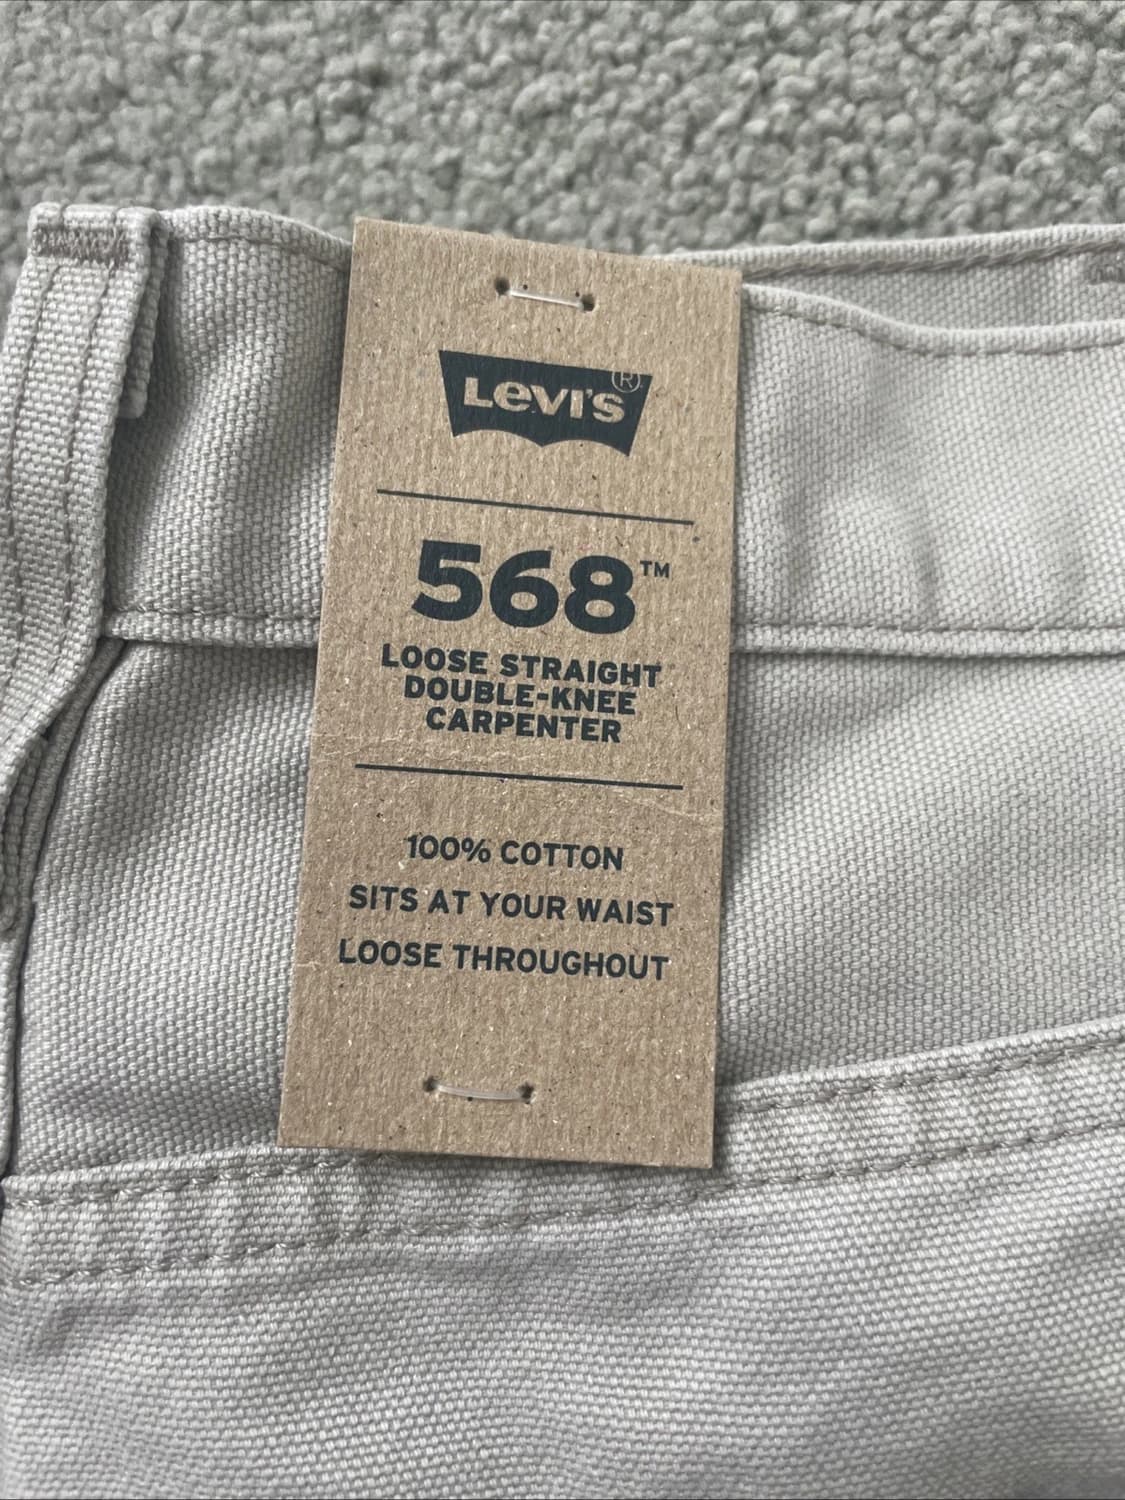 Levi's®
568™
LOOSE STRAIGHT
DOUBLE-KNEE
CARPENTER
100% COTTON
SITS AT YOUR WAIST
LOOSE THROUGHOUT